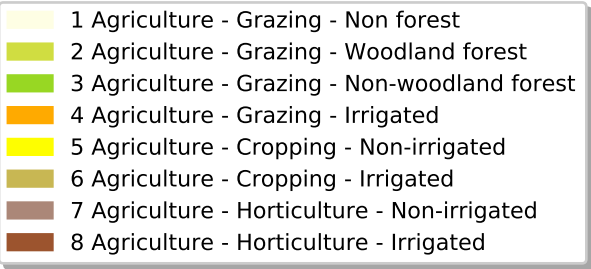 1 Agriculture - Grazing - Non forest
2 Agriculture - Grazing - Woodland forest
3 Agriculture - Grazing - Non-woodland forest
4 Agriculture - Grazing - Irrigated
5 Agriculture - Cropping - Non-irrigated
6 Agriculture - Cropping - Irrigated
7 Agriculture - Horticulture - Non-irrigated
8 Agriculture - Horticulture - Irrigated